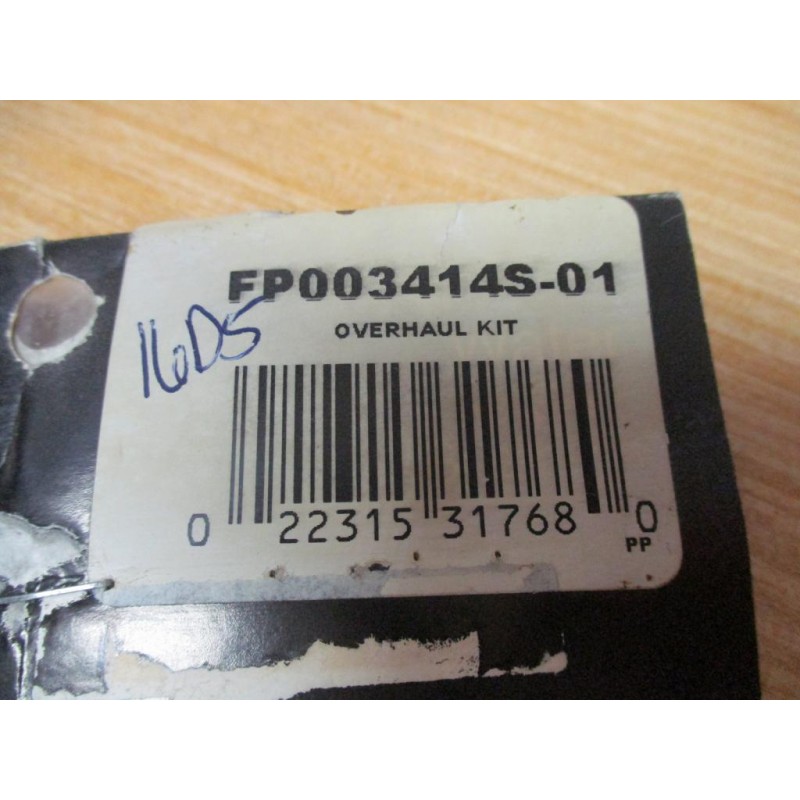 FP003414S-01
16D5
OVERHAUL KIT
0 22315 31768 0
PP